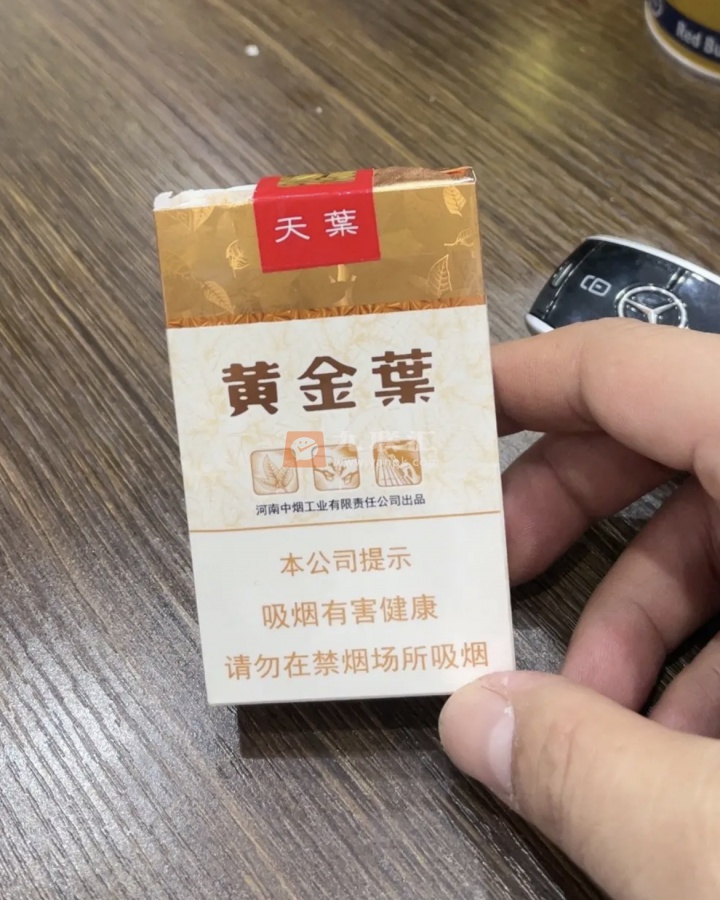 Red Bu
天葉
黄金葉
河南中烟工业有限责任公司出品
本公司提示
吸烟有害健康
请勿在禁烟场所吸烟